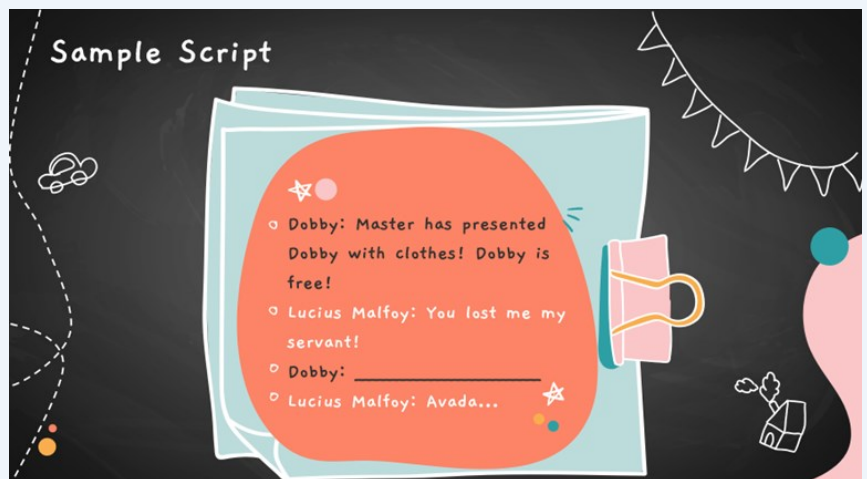 Sample Script
Dobby: Master has presented
Dobby with clothes! Dobby is
free!
Lucius Malfoy: You lost me my
servant!
Dobby: ____________________
Lucius Malfoy: Avada...